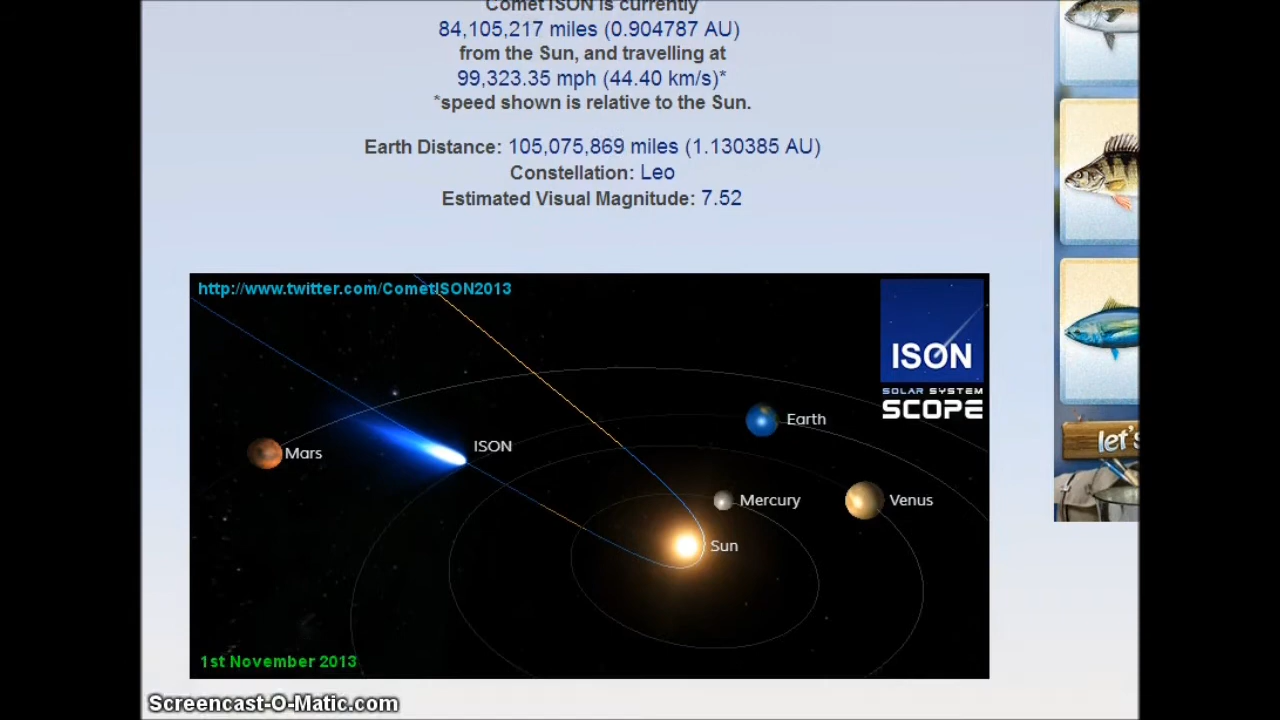 Comet ISON is currently
84,105,217 miles (0.904787 AU)
from the Sun, and travelling at
99,323.35 mph (44.40 km/s)*
*speed shown is relative to the Sun.
Earth Distance: 105,075,869 miles (1.130385 AU)
Constellation: Leo
Estimated Visual Magnitude: 7.52
http://www.twitter.com/CometISON2013
ISON
SOLAR SYSTEM
SCOPE
Earth
ISON
Mars
Mercury
Venus
Sun
let's
1st November 2013
Screencast-O-Matic.com